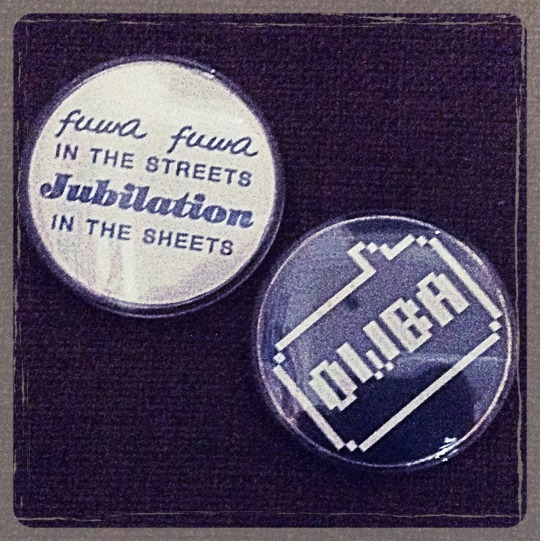 fuwa fuwa
IN THE STREETS
Jubilation
IN THE SHEETS
OLIBA